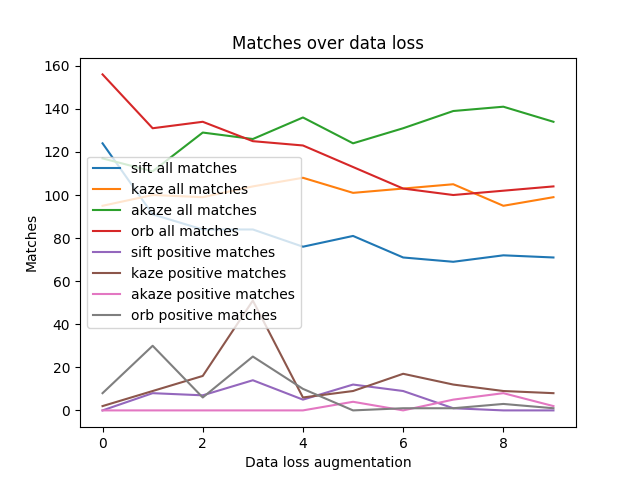 Matches over data loss
160
140
120
100
80
60
40
20
0
Matches
sift all matches
kaze all matches
akaze all matches
orb all matches
sift positive matches
kaze positive matches
akaze positive matches
orb positive matches
0 2 4 6 8
Data loss augmentation